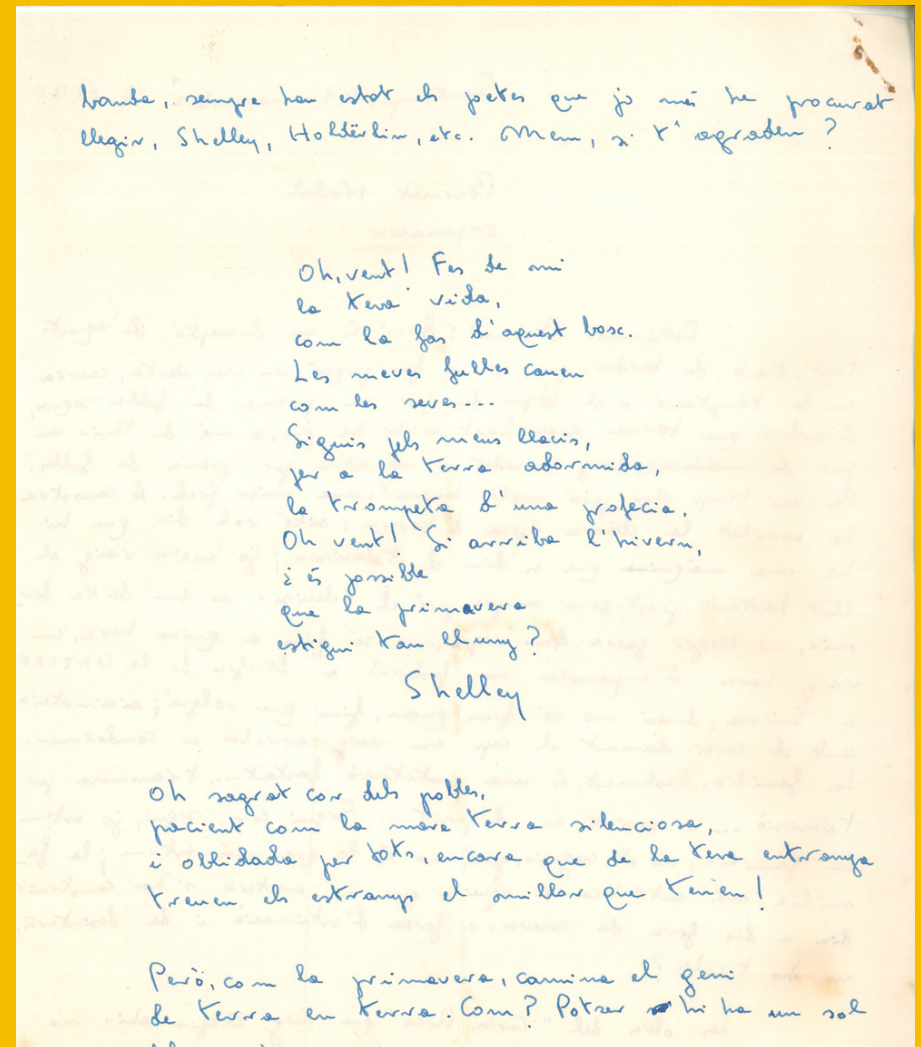 banda, sempre han estat els poetes que jo més he procurat
llegir, Shelley, Holdërlin, etc. Mem, si t'agraden?
Oh, vent! Fes de mi
la teva vida,
com la fas d'aquest bosc.
Les meves fulles cauen
com les seves...
Siguis pels meus llavis,
per a la terra adormida,
la trompeta d'una profecia.
Oh vent! Si arriba l'hivern,
¿ és possible
que la primavera
estigui tan lluny?
Shelley
Oh sagrat cor dels pobles,
pacient com la mare terra silenciosa,
i oblidada per tots, encara que de la teva entranya
treuen els estranys el millor que tenien!
Però, com la primavera, camina el geni
de terra en terra. Com? Potser hi ha un sol